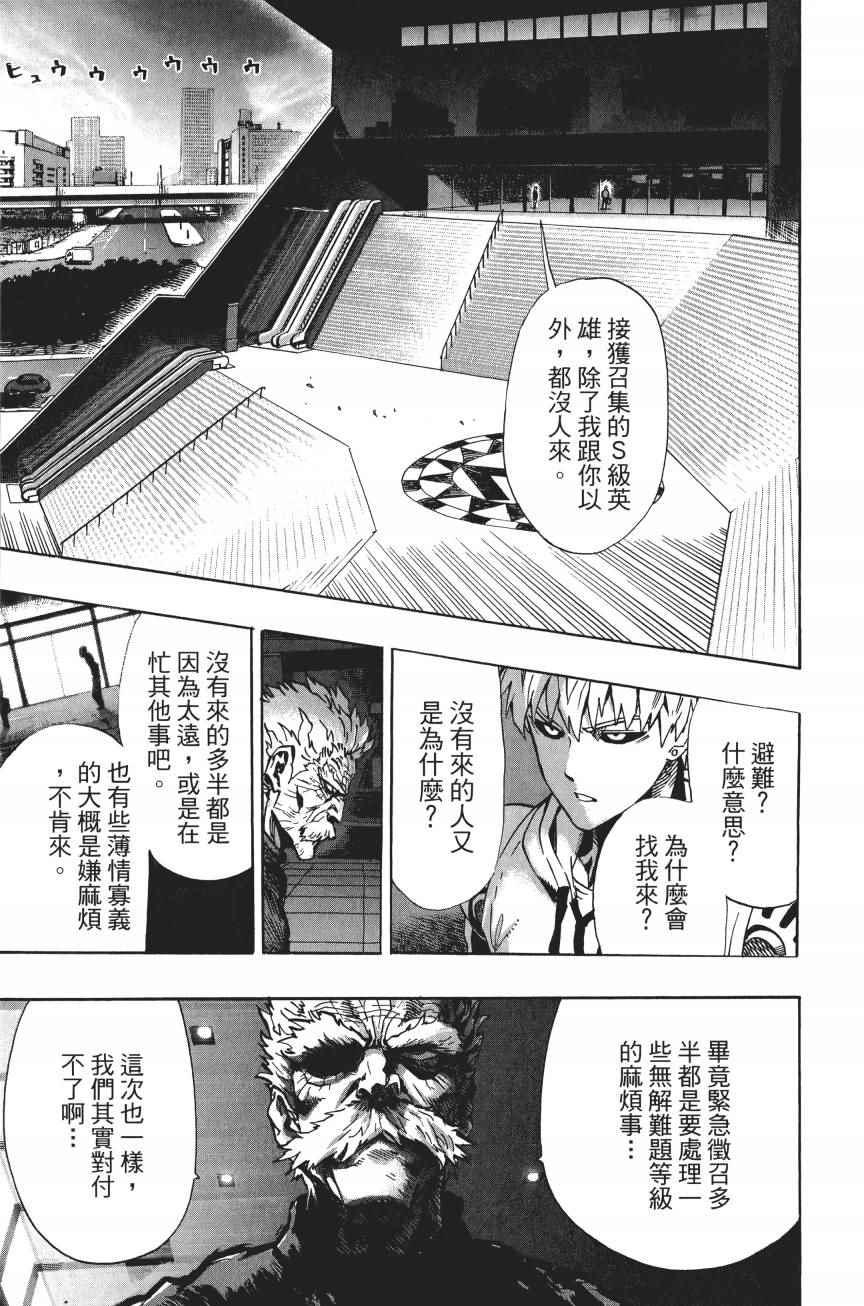 ヒュウウゥウウウウ
接獲召集的Ｓ級英
雄，除了我跟你以
外，都沒人來。
避難？
什麼意思？
為什麼會
找我來？
沒有來的人又
是為什麼？
沒有來的多半都是
因為太遠，或是在
忙其他事吧。
也有些薄情寡義
的大概是嫌麻煩
，不肯來。
畢竟緊急徵召多
半都是要處理一
些無解難題等級
的麻煩事…
這次也一樣，
我們其實對付
不了啊…